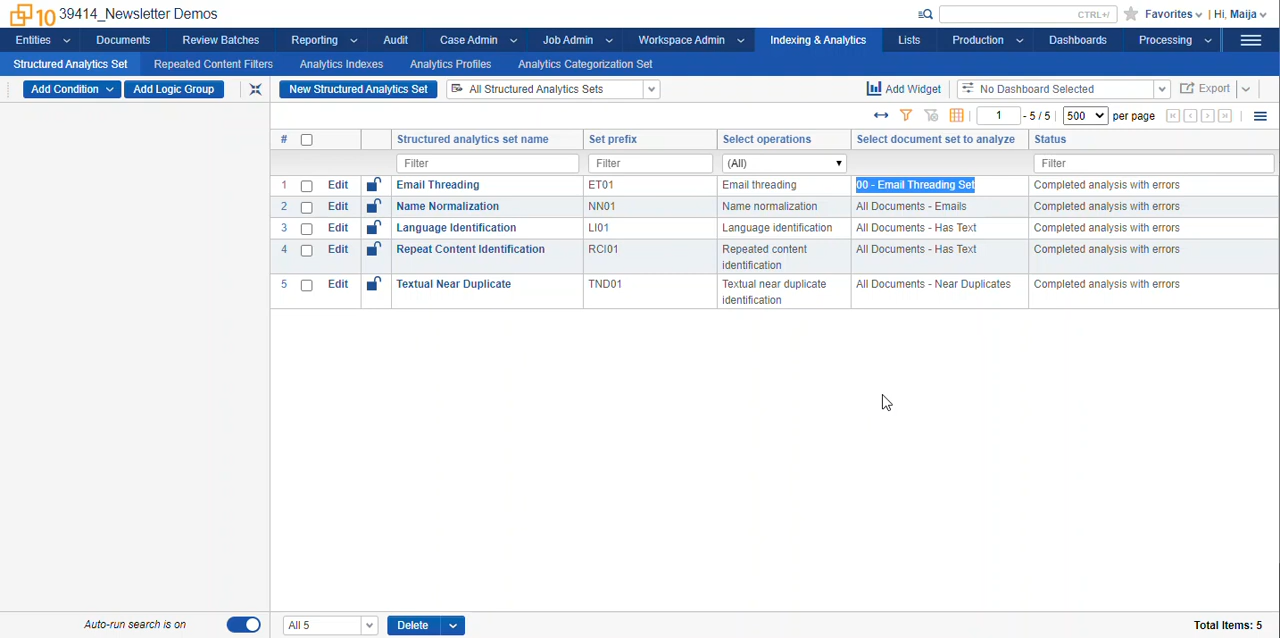 10 39414_Newsletter Demos CTRL+/ Favorites Hi, Maija
Entities Documents Review Batches Reporting Audit Case Admin Job Admin Workspace Admin Indexing & Analytics Lists Production Dashboards Processing
Structured Analytics Set Repeated Content Filters Analytics Indexes Analytics Profiles Analytics Categorization Set
Add Condition Add Logic Group New Structured Analytics Set All Structured Analytics Sets Add Widget No Dashboard Selected Export
1 - 5 / 5 500 per page
# Structured analytics set name Set prefix Select operations Select document set to analyze Status
Filter Filter (All) Filter
1 Edit Email Threading ET01 Email threading 00 - Email Threading Set Completed analysis with errors
2 Edit Name Normalization NN01 Name normalization All Documents - Emails Completed analysis with errors
3 Edit Language Identification LI01 Language identification All Documents - Has Text Completed analysis with errors
4 Edit Repeat Content Identification RCI01 Repeated content All Documents - Has Text Completed analysis with errors
identification
5 Edit Textual Near Duplicate TND01 Textual near duplicate All Documents - Near Duplicates Completed analysis with errors
identification
Auto-run search is on All 5 Delete Total Items: 5